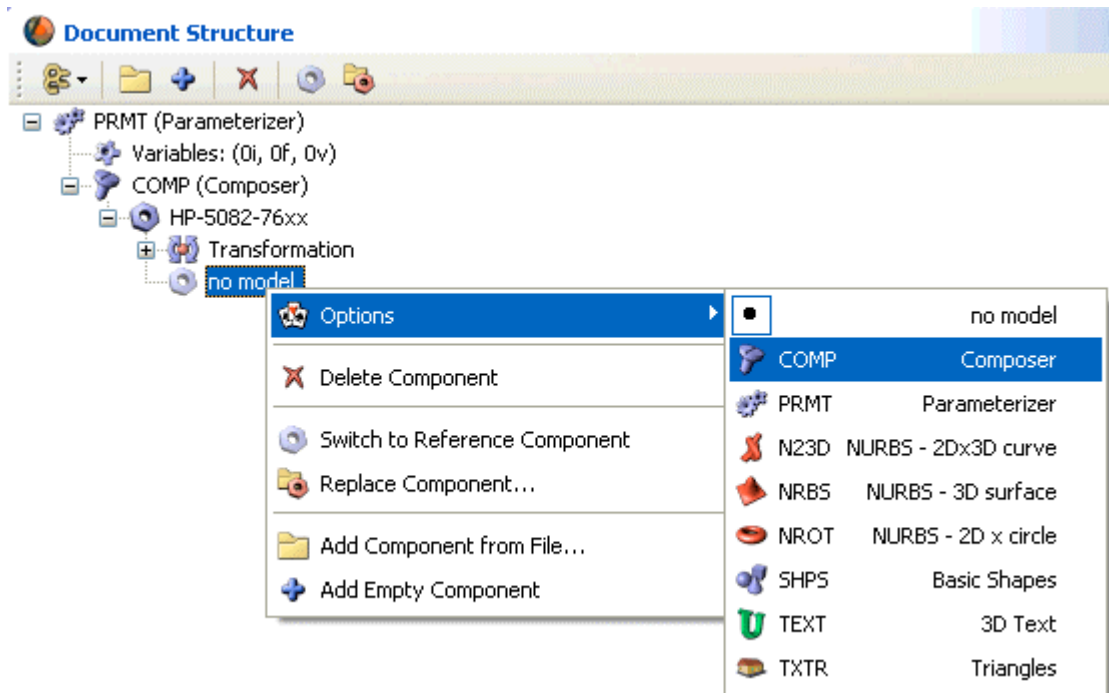 Document Structure
PRMT (Parameterizer)
Variables: (0i, 0f, 0v)
COMP (Composer)
HP-5082-76xx
Transformation
no model
Options
Delete Component
Switch to Reference Component
Replace Component...
Add Component from File...
Add Empty Component
no model
COMP Composer
PRMT Parameterizer
N23D NURBS - 2Dx3D curve
NRBS NURBS - 3D surface
NROT NURBS - 2D x circle
SHPS Basic Shapes
TEXT 3D Text
TXTR Triangles